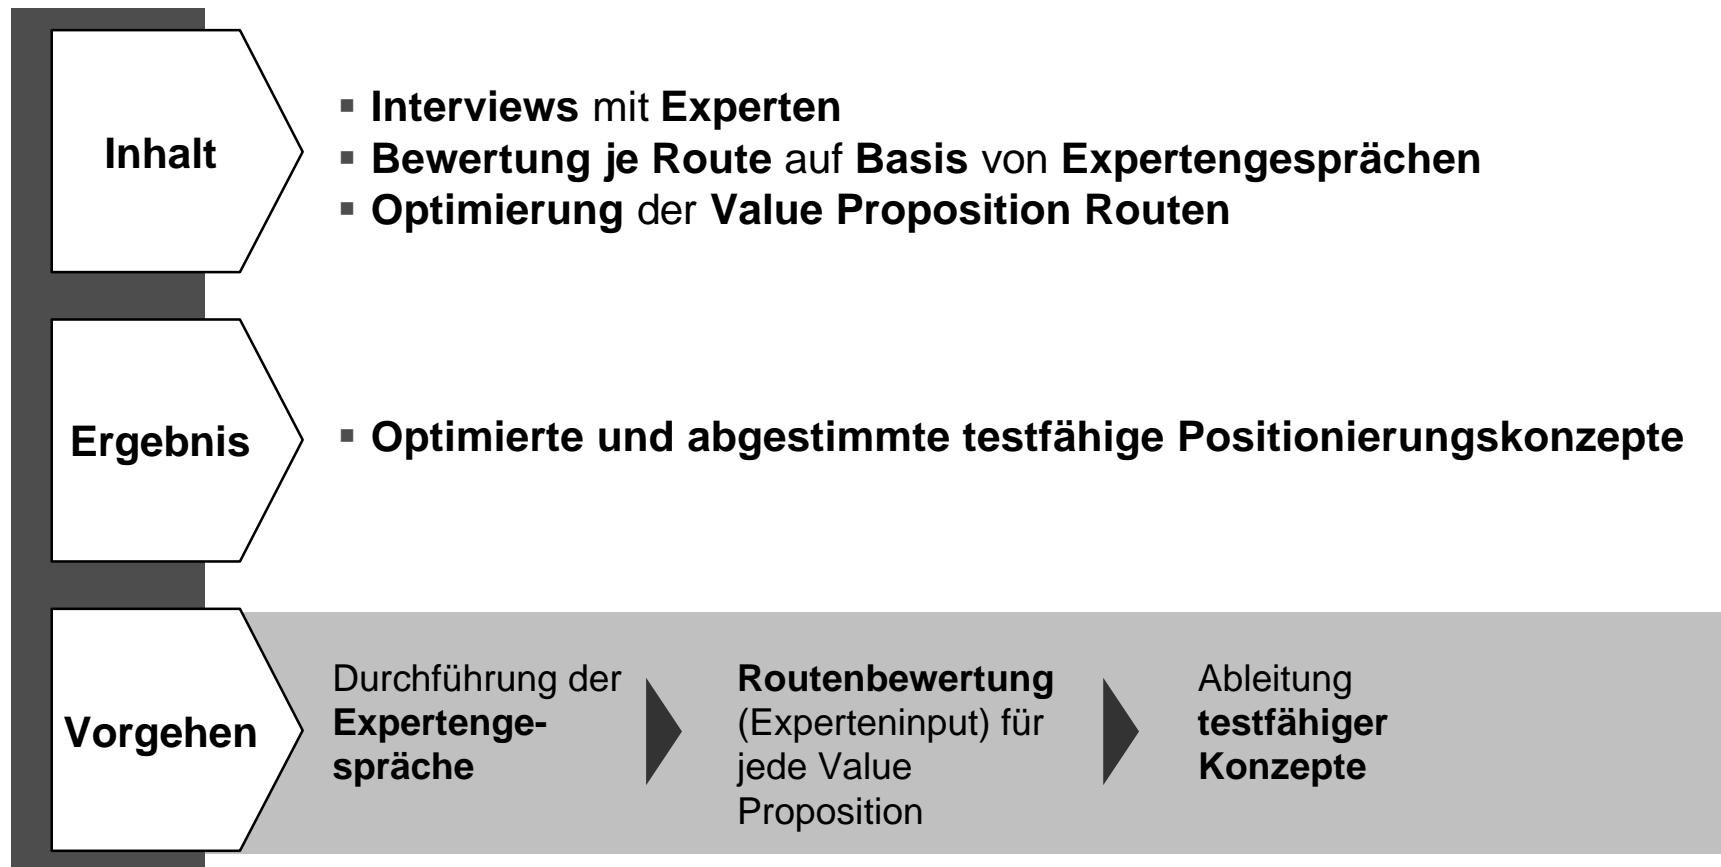 Inhalt
▪ Interviews mit Experten
▪ Bewertung je Route auf Basis von Expertengesprächen
▪ Optimierung der Value Proposition Routen
Ergebnis
▪ Optimierte und abgestimmte testfähige Positionierungskonzepte
Vorgehen
Durchführung der
Expertenge-
spräche
Routenbewertung
(Experteninput) für
jede Value
Proposition
Ableitung
testfähiger
Konzepte